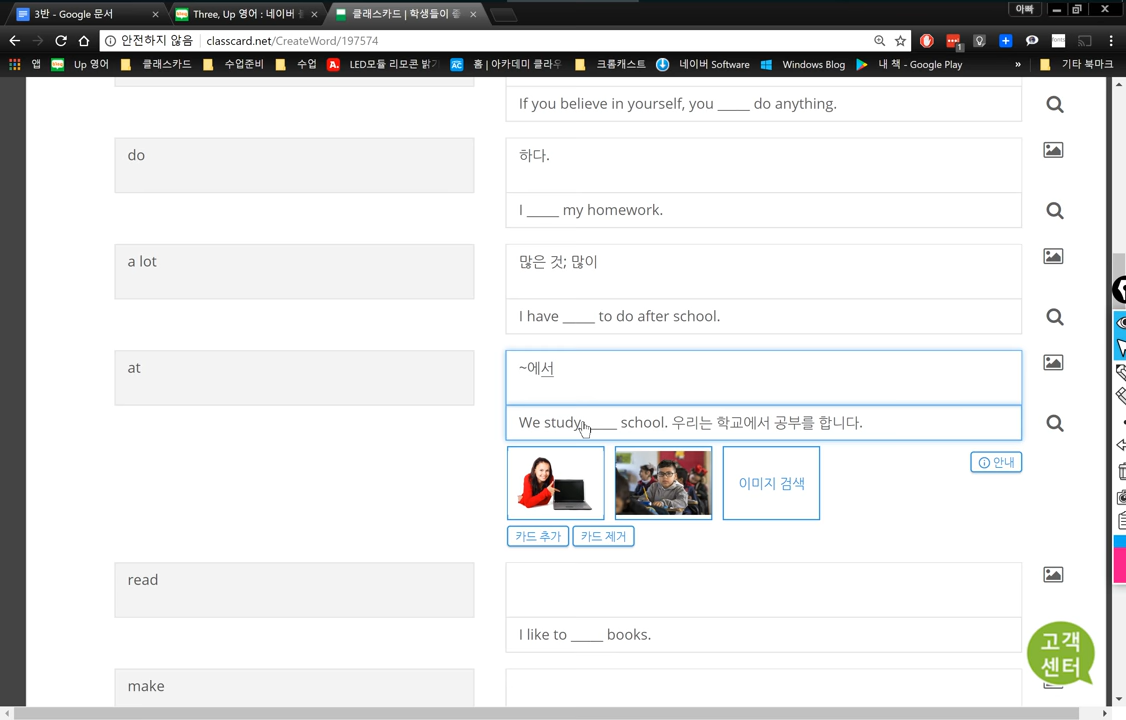 3반 - Google 문서
Three, Up 영어 : 네이버
클래스카드 | 학생들이 좋
아빠
안전하지 않음
classcard.net/CreateWord/197574
앱
Up 영어
클래스카드
수업준비
수업
LED모듈 리모콘 밝기
홈 | 아카데미 클라우
크롬캐스트
네이버 Software
Windows Blog
내 책 - Google Play
»
기타 북마크
If you believe in yourself, you _____ do anything.
do
하다.
I _____ my homework.
a lot
많은 것; 많이
I have _____ to do after school.
at
~에서
We study _____ school. 우리는 학교에서 공부를 합니다.
이미지 검색
안내
카드 추가
카드 제거
read
I like to _____ books.
make
고객
센터